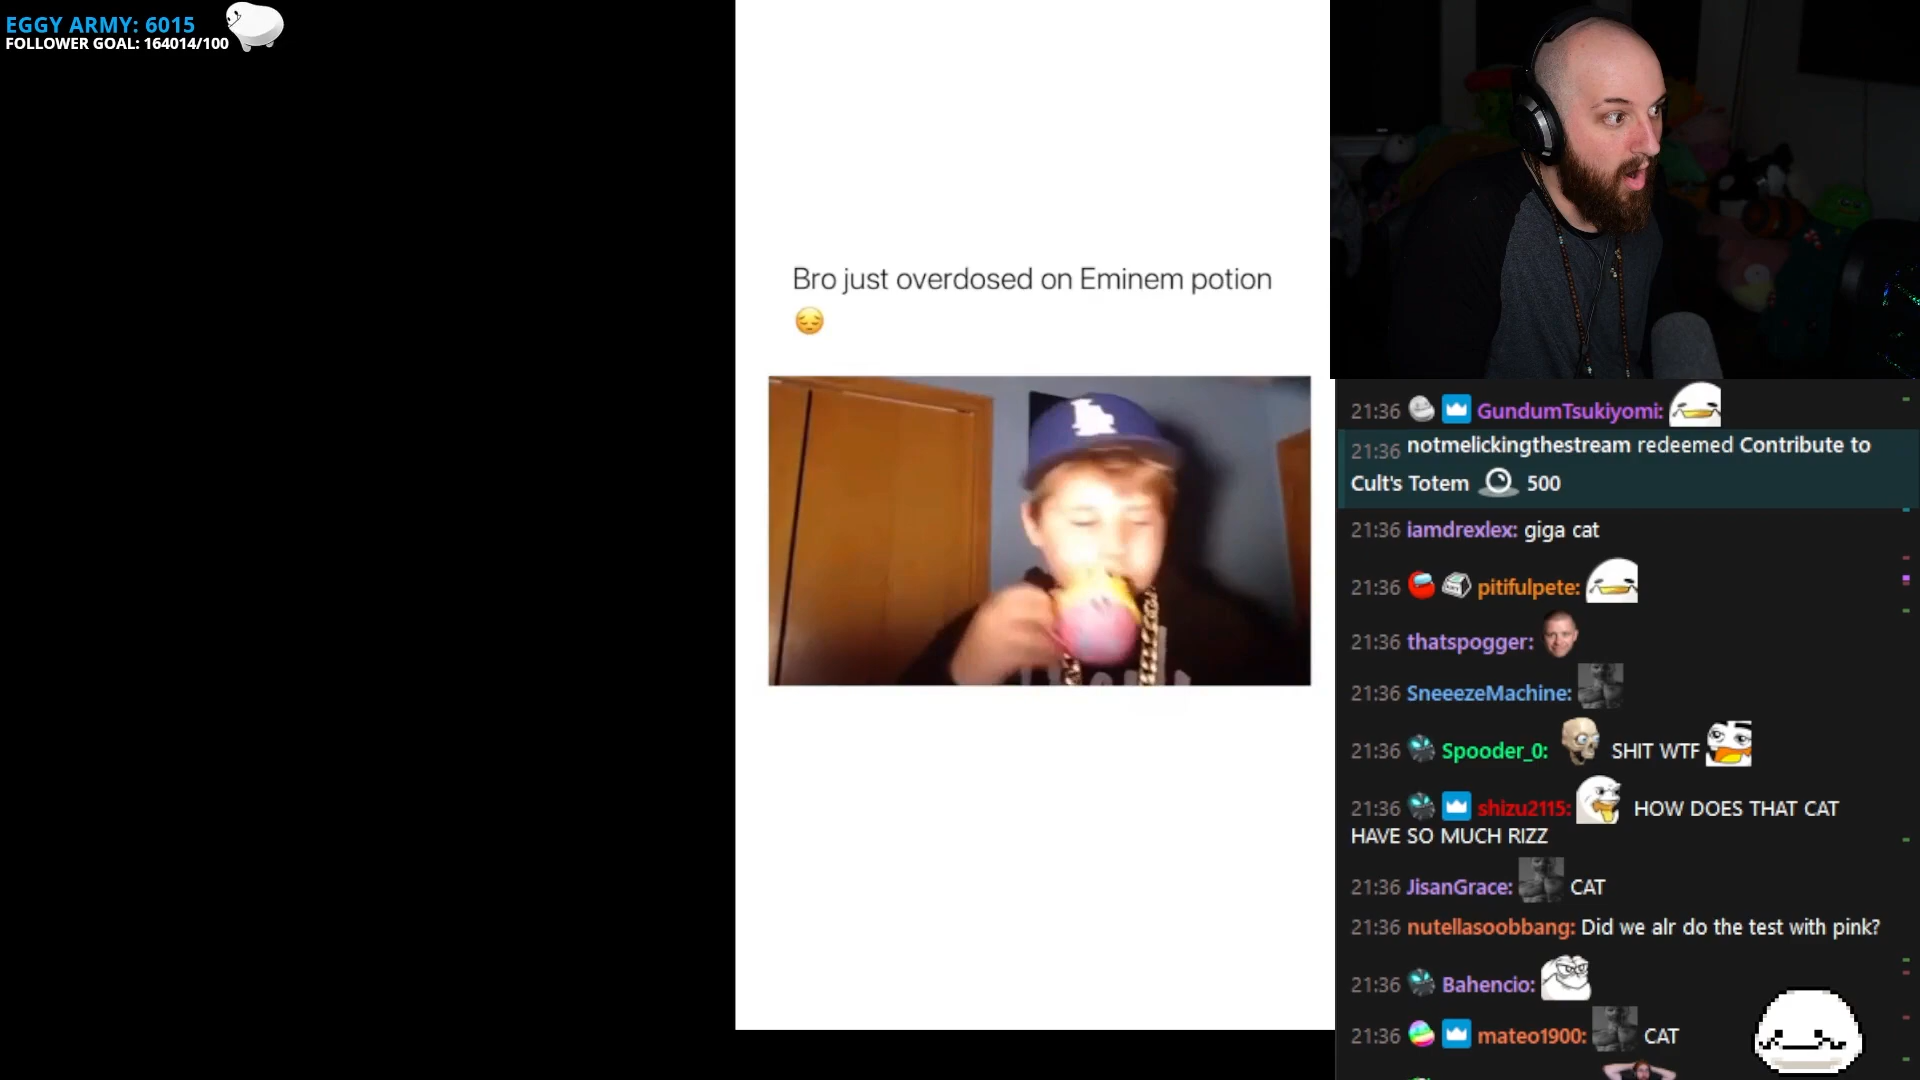 EGGY ARMY: 6015
FOLLOWER GOAL: 164014/100
Bro just overdosed on Eminem potion
😔
21:36 GundumTsukiyomi:
21:36 notmelickingthestream redeemed Contribute to
Cult's Totem 500
21:36 iamdrexlex: giga cat
21:36 pitifulpete:
21:36 thatspogger:
21:36 SneeezeMachine:
21:36 Spooder_0: SHIT WTF
21:36 shizu2115: HOW DOES THAT CAT
HAVE SO MUCH RIZZ
21:36 JisanGrace: CAT
21:36 nutellasoobbang: Did we alr do the test with pink?
21:36 Bahencio:
21:36 mateo1900: CAT